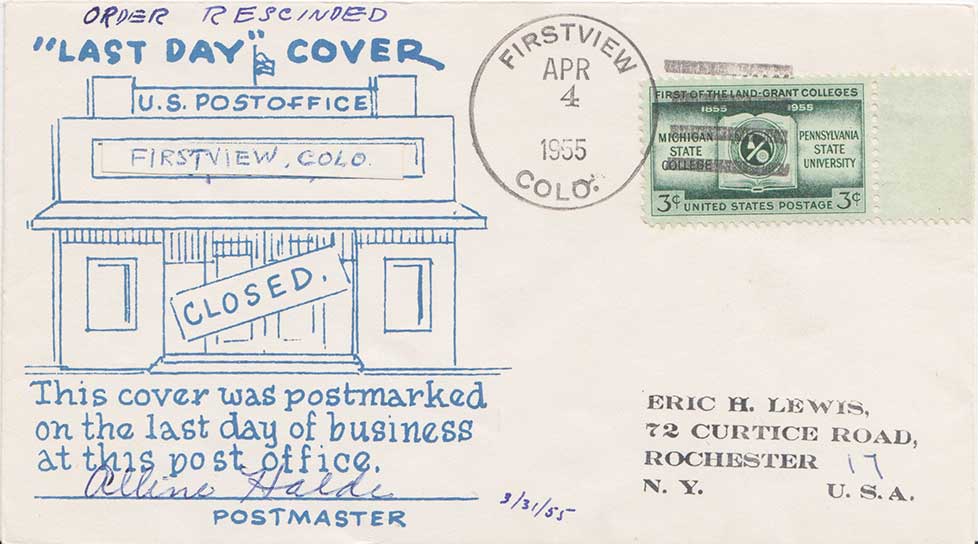 ORDER RESCINDED
"LAST DAY" COVER
U.S. POSTOFFICE
FIRSTVIEW, COLO.
CLOSED.
This cover was postmarked
on the last day of business
at this post office.
POSTMASTER
3/31/55
FIRSTVIEW
APR
4
1955
COLO.
FIRST OF THE LAND-GRANT COLLEGES
1855 1955
MICHIGAN STATE COLLEGE
PENNSYLVANIA STATE UNIVERSITY
3¢ UNITED STATES POSTAGE 3¢
ERIC H. LEWIS,
72 CURTICE ROAD,
ROCHESTER 17
N. Y. U. S. A.